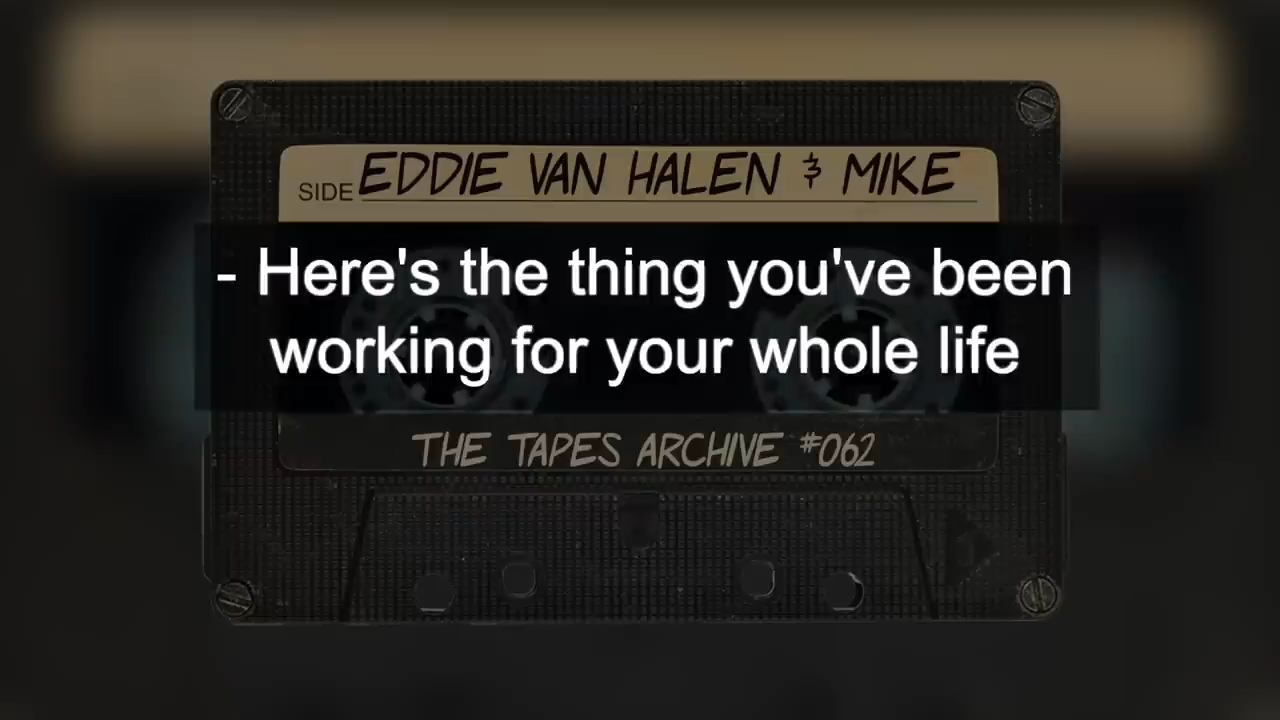 SIDE EDDIE VAN HALEN & MIKE
- Here's the thing you've been
working for your whole life
THE TAPES ARCHIVE #062